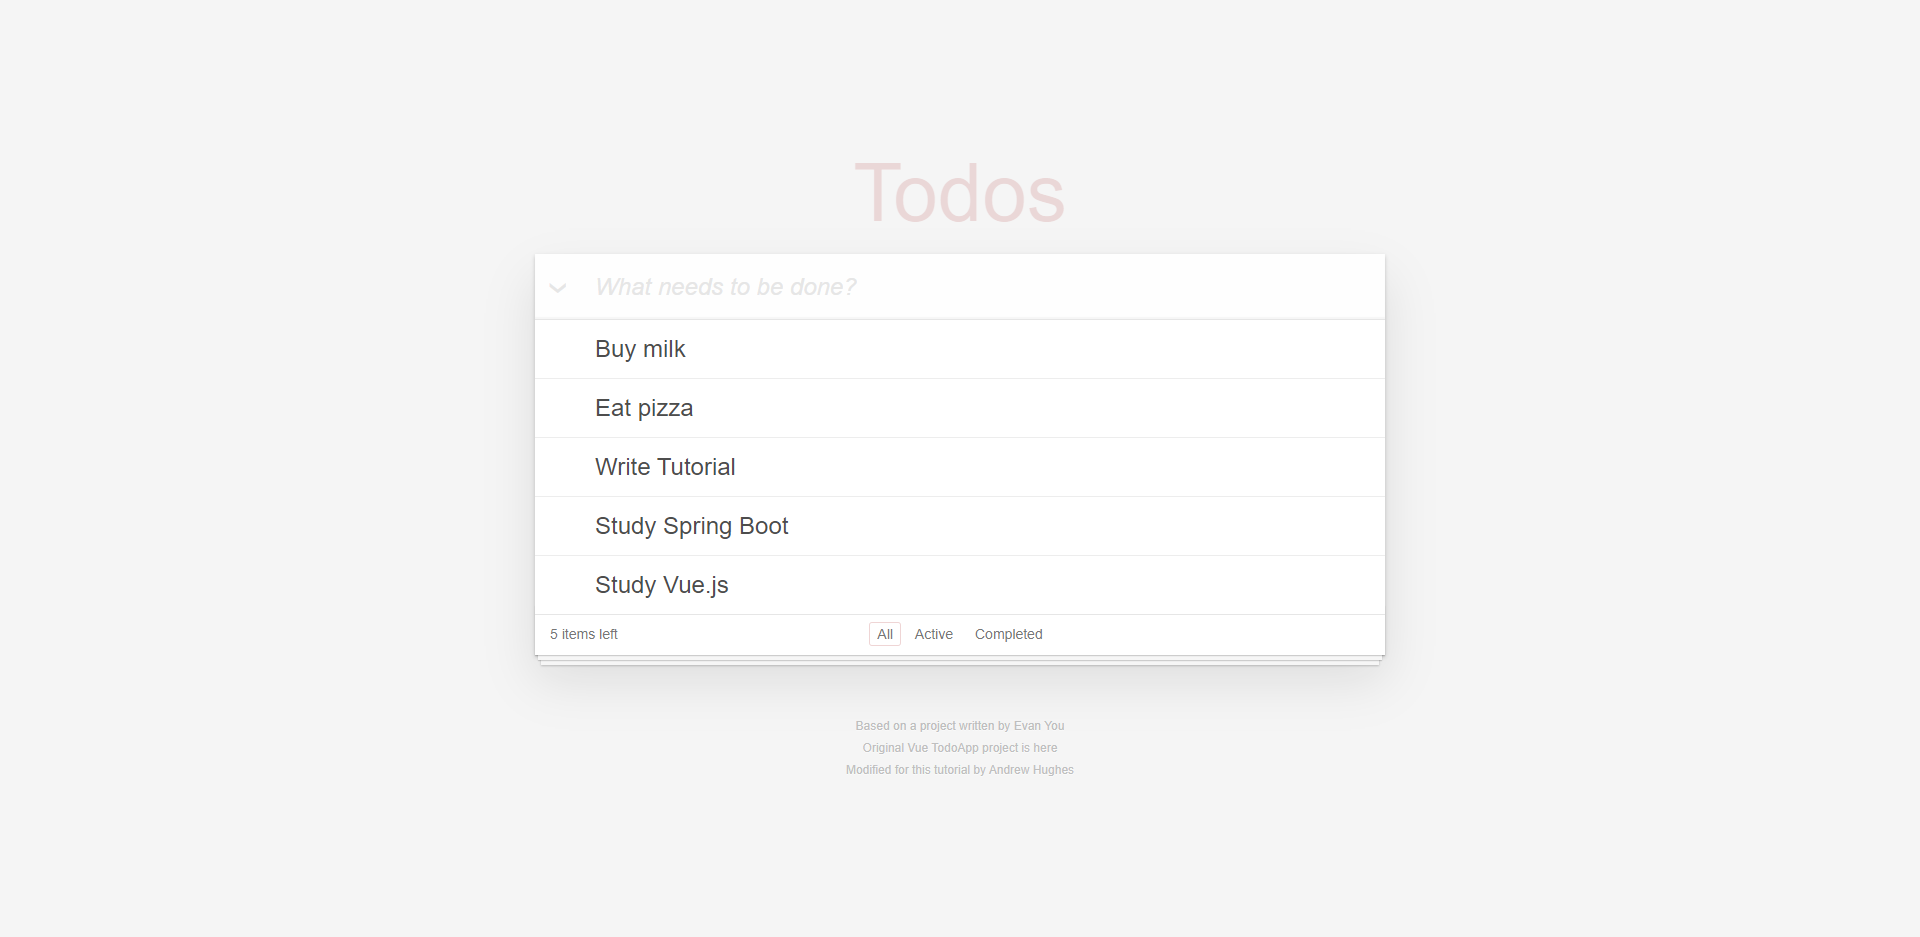 Todos
What needs to be done?
Buy milk
Eat pizza
Write Tutorial
Study Spring Boot
Study Vue.js
5 items left All Active Completed
Based on a project written by Evan You
Original Vue TodoApp project is here
Modified for this tutorial by Andrew Hughes